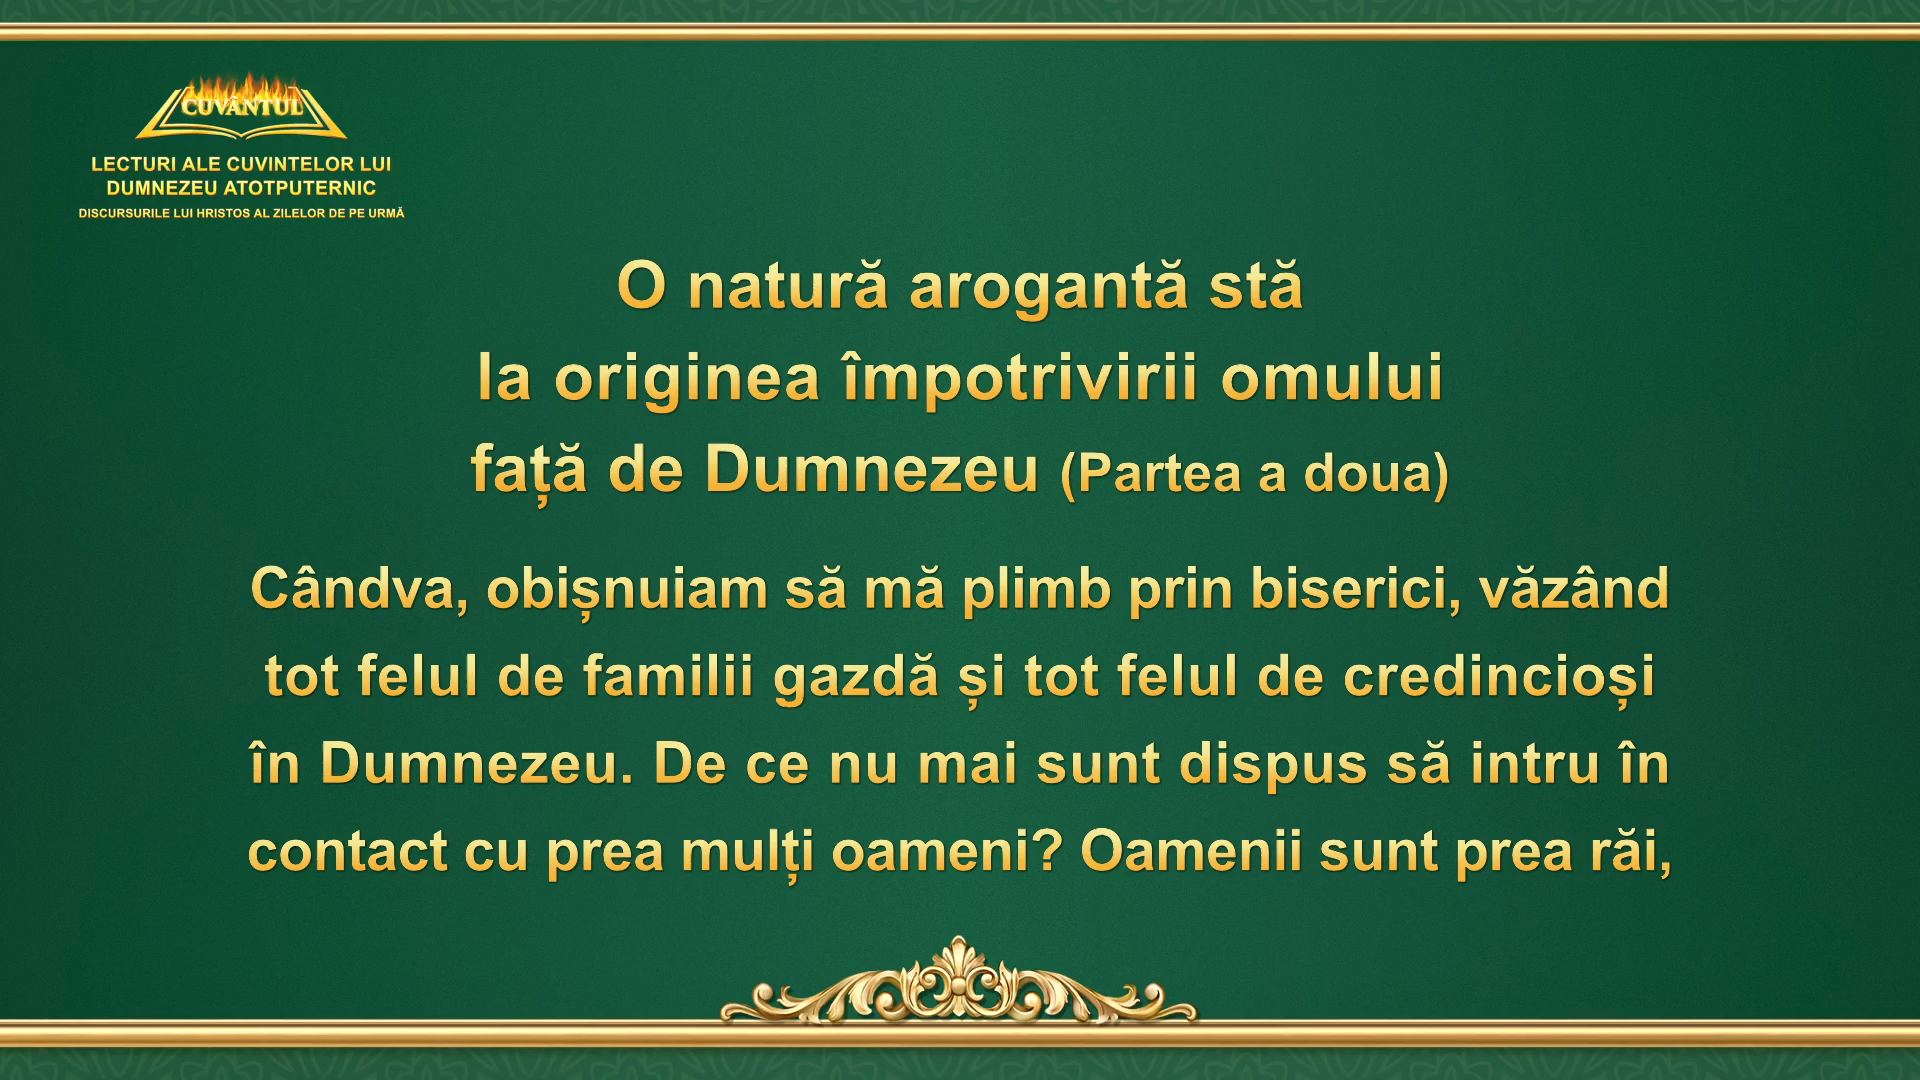 CUVÂNTUL
LECTURI ALE CUVINTELOR LUI
DUMNEZEU ATOTPUTERNIC
DISCURSURILE LUI HRISTOS AL ZILELOR DE PE URMĂ
O natură arogantă stă
la originea împotrivirii omului
față de Dumnezeu (Partea a doua)
Cândva, obișnuiam să mă plimb prin biserici, văzând
tot felul de familii gazdă și tot felul de credincioși
în Dumnezeu. De ce nu mai sunt dispus să intru în
contact cu prea mulți oameni? Oamenii sunt prea răi,